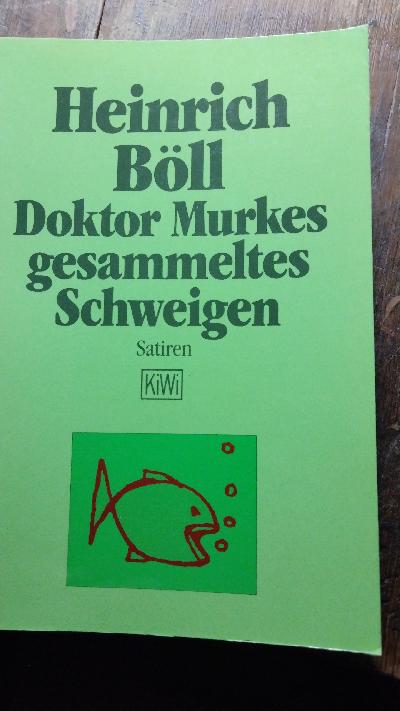 Heinrich
Böll
Doktor Murkes
gesammeltes
Schweigen
Satiren
KiWi